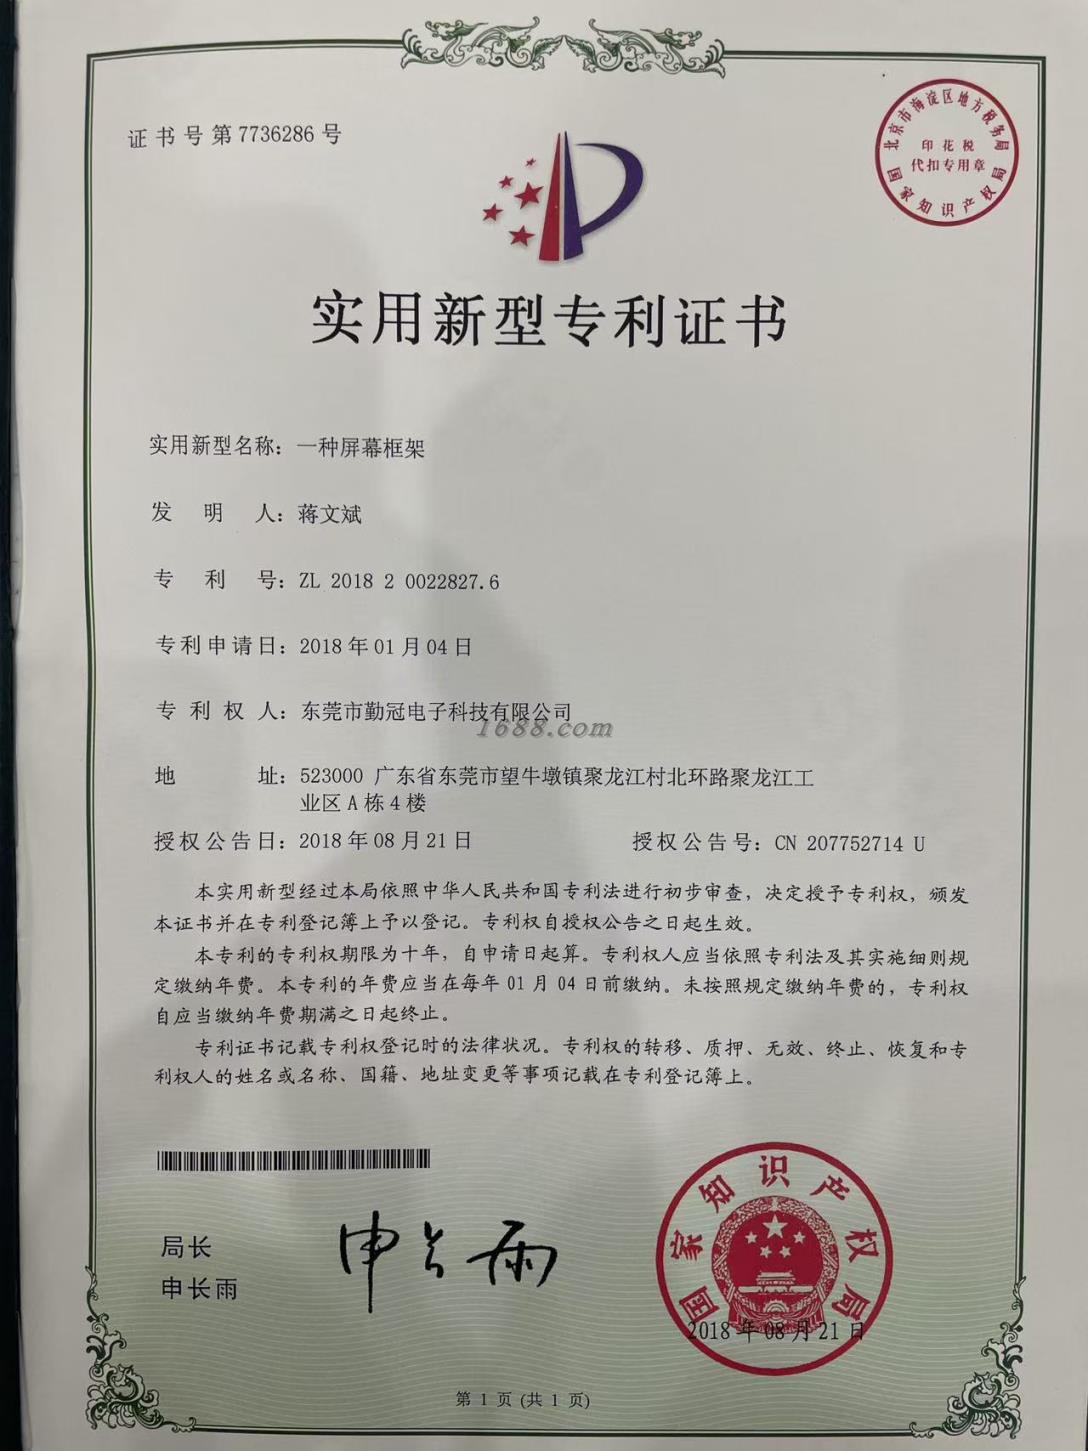 证书号第7736286号
北京市海淀区地方税务局
印花税
代扣专用章
国家知识产权局
实用新型专利证书
实用新型名称：一种屏幕框架
发明人：蒋文斌
专利号：ZL 2018 2 0022827.6
专利申请日：2018年01月04日
专利权人：东莞市勤冠电子科技有限公司
1688.com
地址：523000 广东省东莞市望牛墩镇聚龙江村北环路聚龙江工
业区A栋4楼
授权公告日：2018年08月21日 授权公告号：CN 207752714 U
本实用新型经过本局依照中华人民共和国专利法进行初步审查，决定授予专利权，颁发
本证书并在专利登记簿上予以登记。专利权自授权公告之日起生效。
本专利的专利权期限为十年，自申请日起算。专利权人应当依照专利法及其实施细则规
定缴纳年费。本专利的年费应当在每年01月04日前缴纳。未按照规定缴纳年费的，专利权
自应当缴纳年费期满之日起终止。
专利证书记载专利权登记时的法律状况。专利权的转移、质押、无效、终止、恢复和专
利权人的姓名或名称、国籍、地址变更等事项记载在专利登记簿上。
局长
申长雨
申长雨
国家知识产权局
2018年08月21日
第1页(共1页)